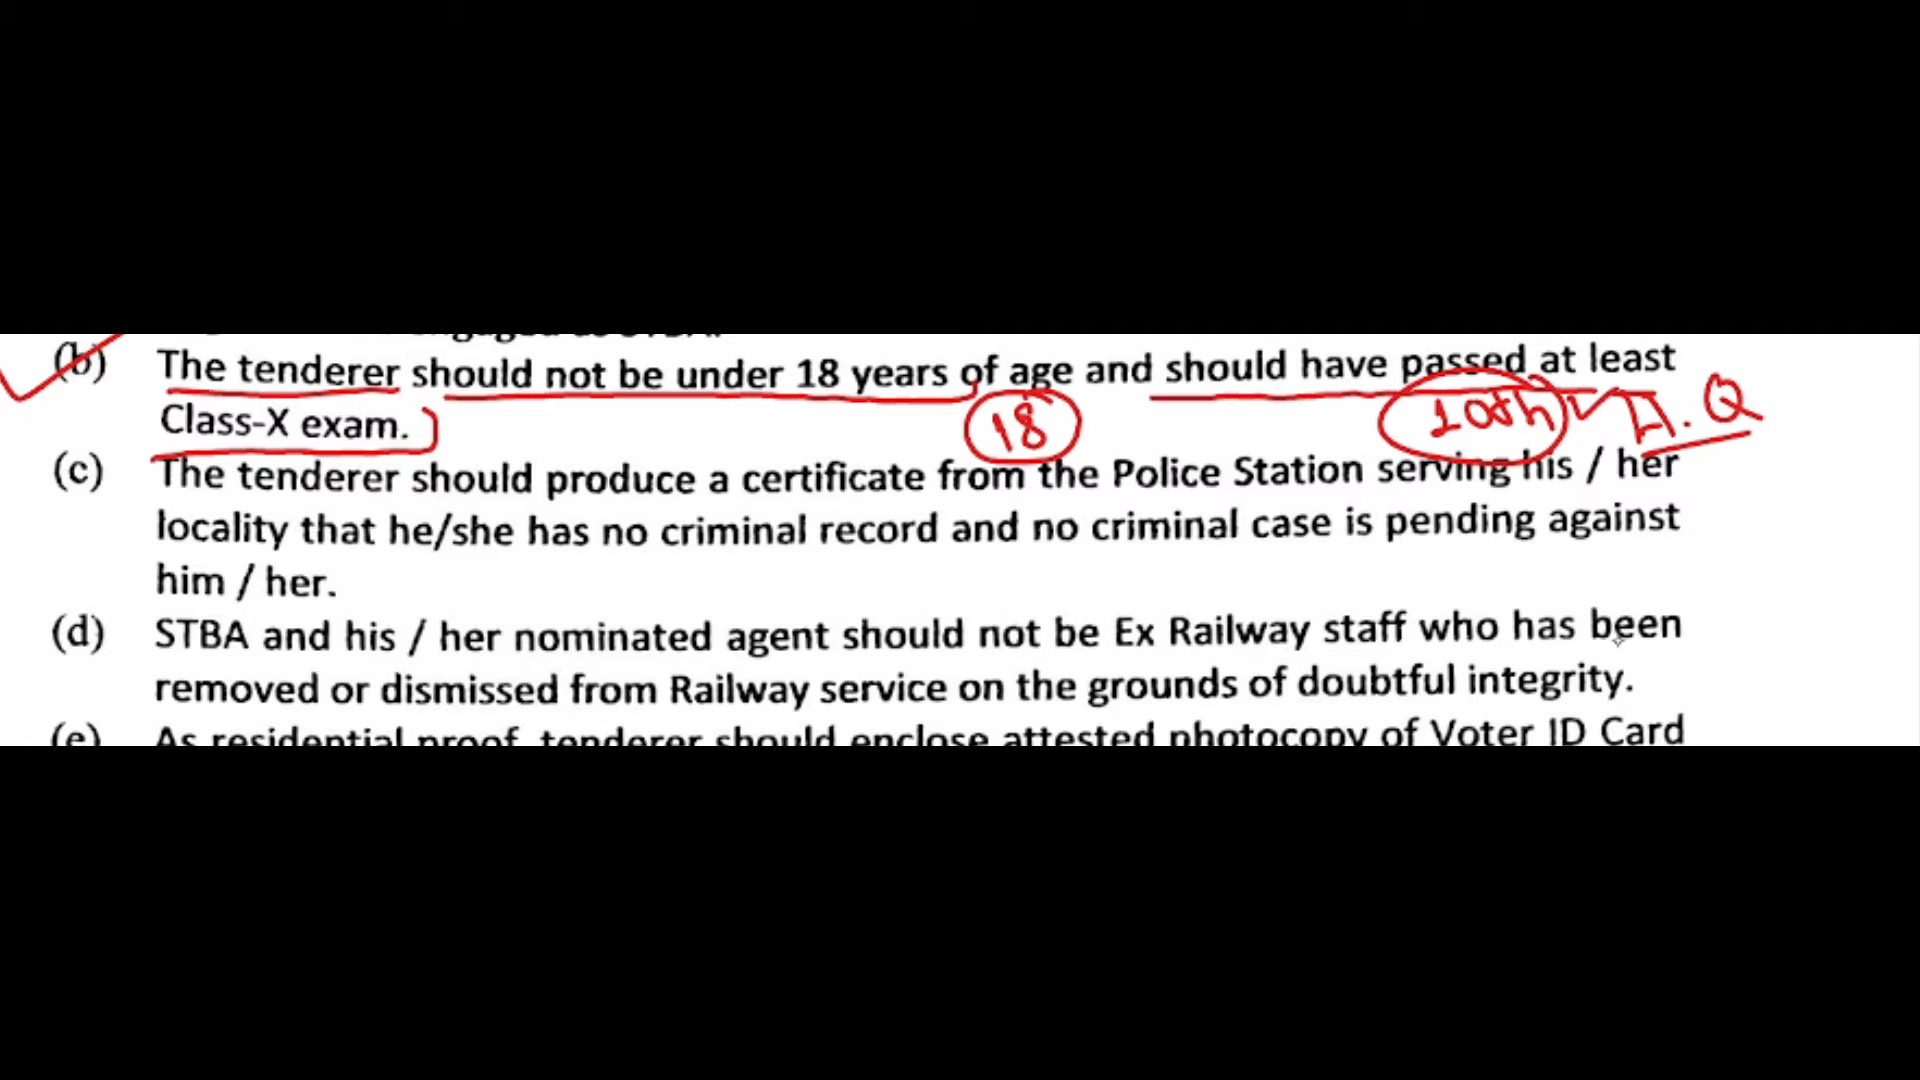 (b) The tenderer should not be under 18 years of age and should have passed at least
Class-X exam.
18
10th
A.Q
(c) The tenderer should produce a certificate from the Police Station serving his / her
locality that he/she has no criminal record and no criminal case is pending against
him / her.
(d) STBA and his / her nominated agent should not be Ex Railway staff who has been
removed or dismissed from Railway service on the grounds of doubtful integrity.
(e) As residential proof, tenderer should enclose attested photocopy of Voter ID Card